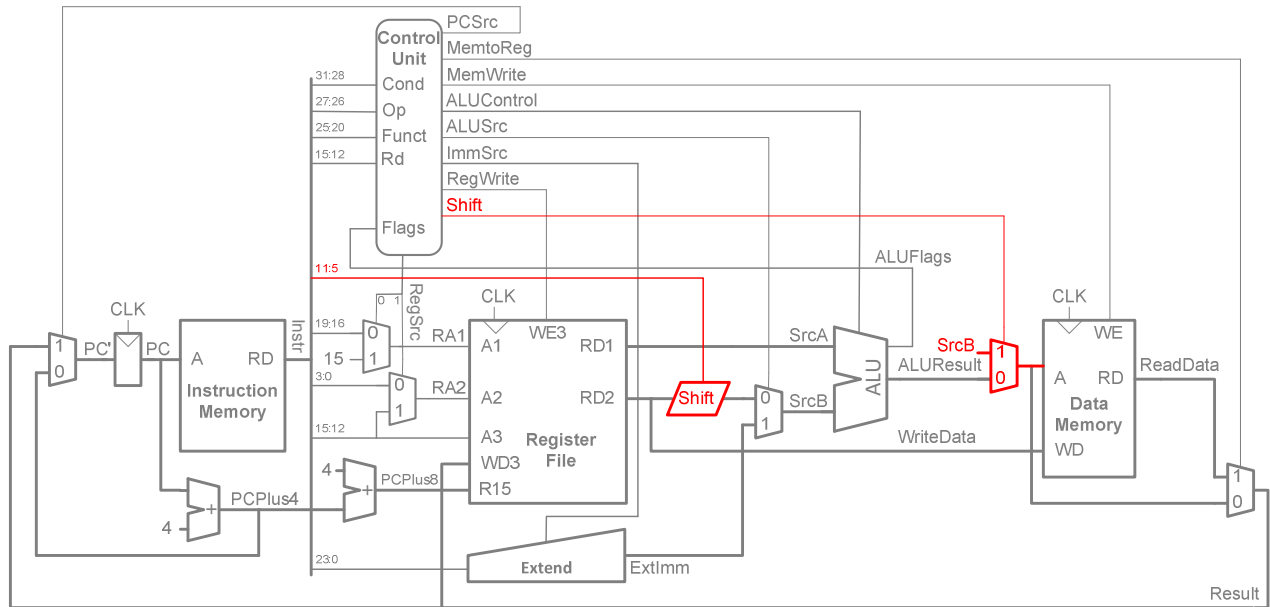 PCSrc
Control
Unit
MemtoReg
MemWrite
31:28
Cond
27:26
Op
ALUControl
25:20
Funct
ALUSrc
15:12
Rd
ImmSrc
RegWrite
Shift
Flags
ALUFlags
11:5
0 1
RegSrc
CLK
CLK
CLK
19:16
0
15
1
RA1
A1
WE3
RD1
SrcA
WE
1
0
PC'
PC
A
RD
Instr
Instruction
Memory
3:0
0
1
RA2
A2
RD2
Shift
0
1
SrcB
ALU
ALUResult
SrcB
1
0
A
RD
ReadData
Data
Memory
15:12
A3
Register
File
WriteData
WD
WD3
4
+
PCPlus8
R15
1
0
4
+
PCPlus4
23:0
Extend
ExtImm
Result